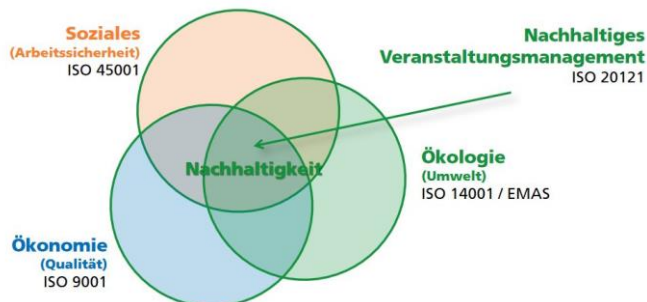 Soziales
(Arbeitssicherheit)
ISO 45001
Nachhaltiges
Veranstaltungsmanagement
ISO 20121
Nachhaltigkeit
Ökologie
(Umwelt)
ISO 14001 / EMAS
Ökonomie
(Qualität)
ISO 9001